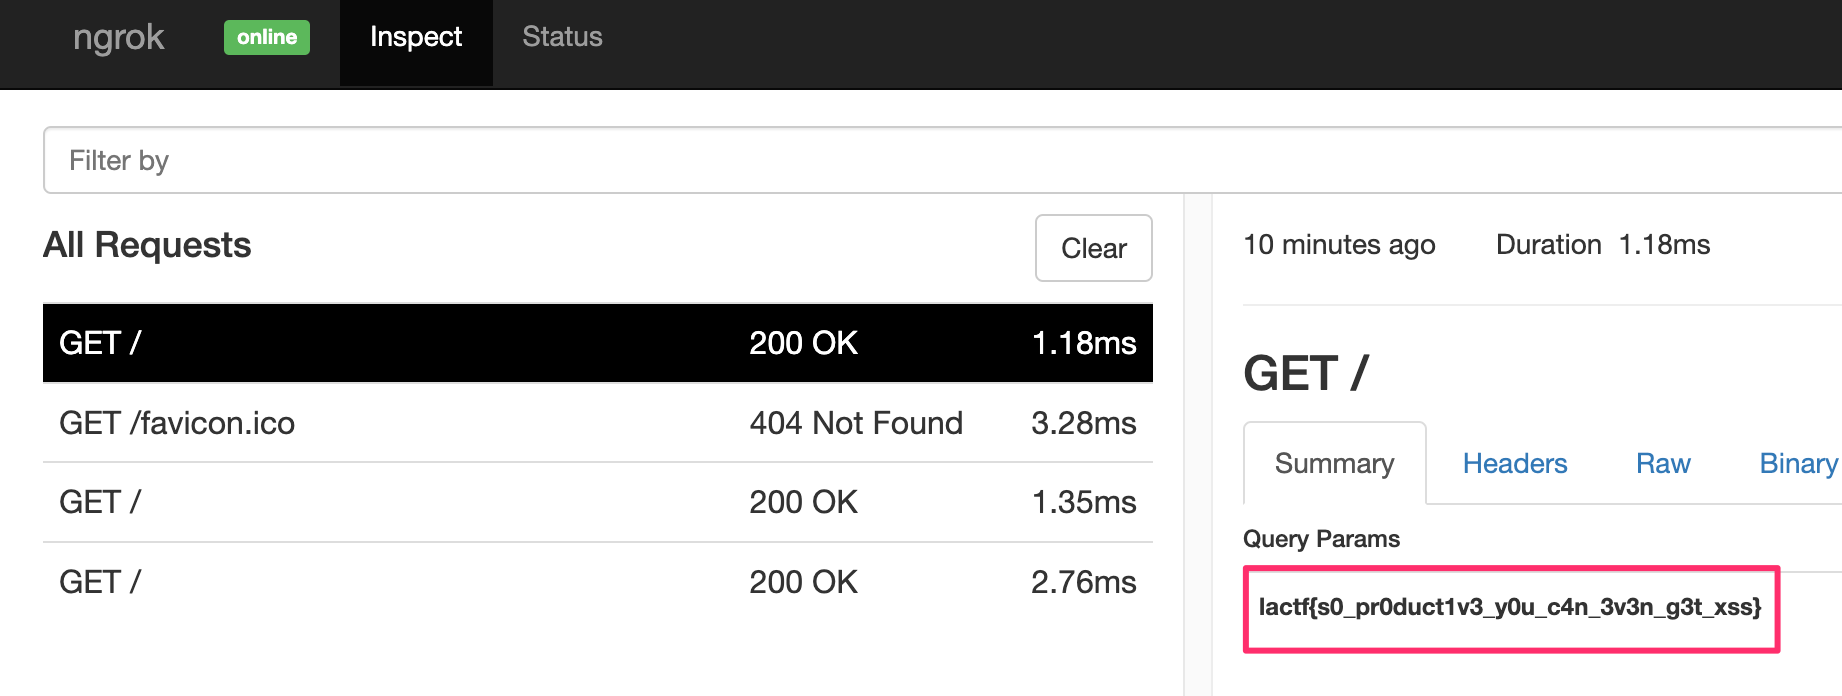 ngrok online Inspect Status
Filter by
All Requests
Clear
GET / 200 OK 1.18ms
GET /favicon.ico 404 Not Found 3.28ms
GET / 200 OK 1.35ms
GET / 200 OK 2.76ms
10 minutes ago Duration 1.18ms
GET /
Summary Headers Raw Binary
Query Params
lactf{s0_pr0duct1v3_y0u_c4n_3v3n_g3t_xss}